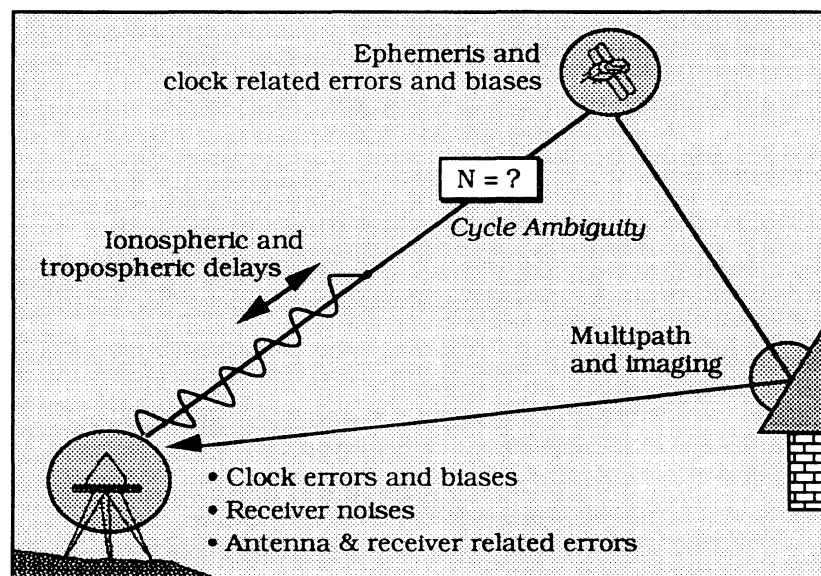 Ephemeris and
clock related errors and biases
N = ?
Cycle Ambiguity
Ionospheric and
tropospheric delays
Multipath
and imaging
• Clock errors and biases
• Receiver noises
• Antenna & receiver related errors